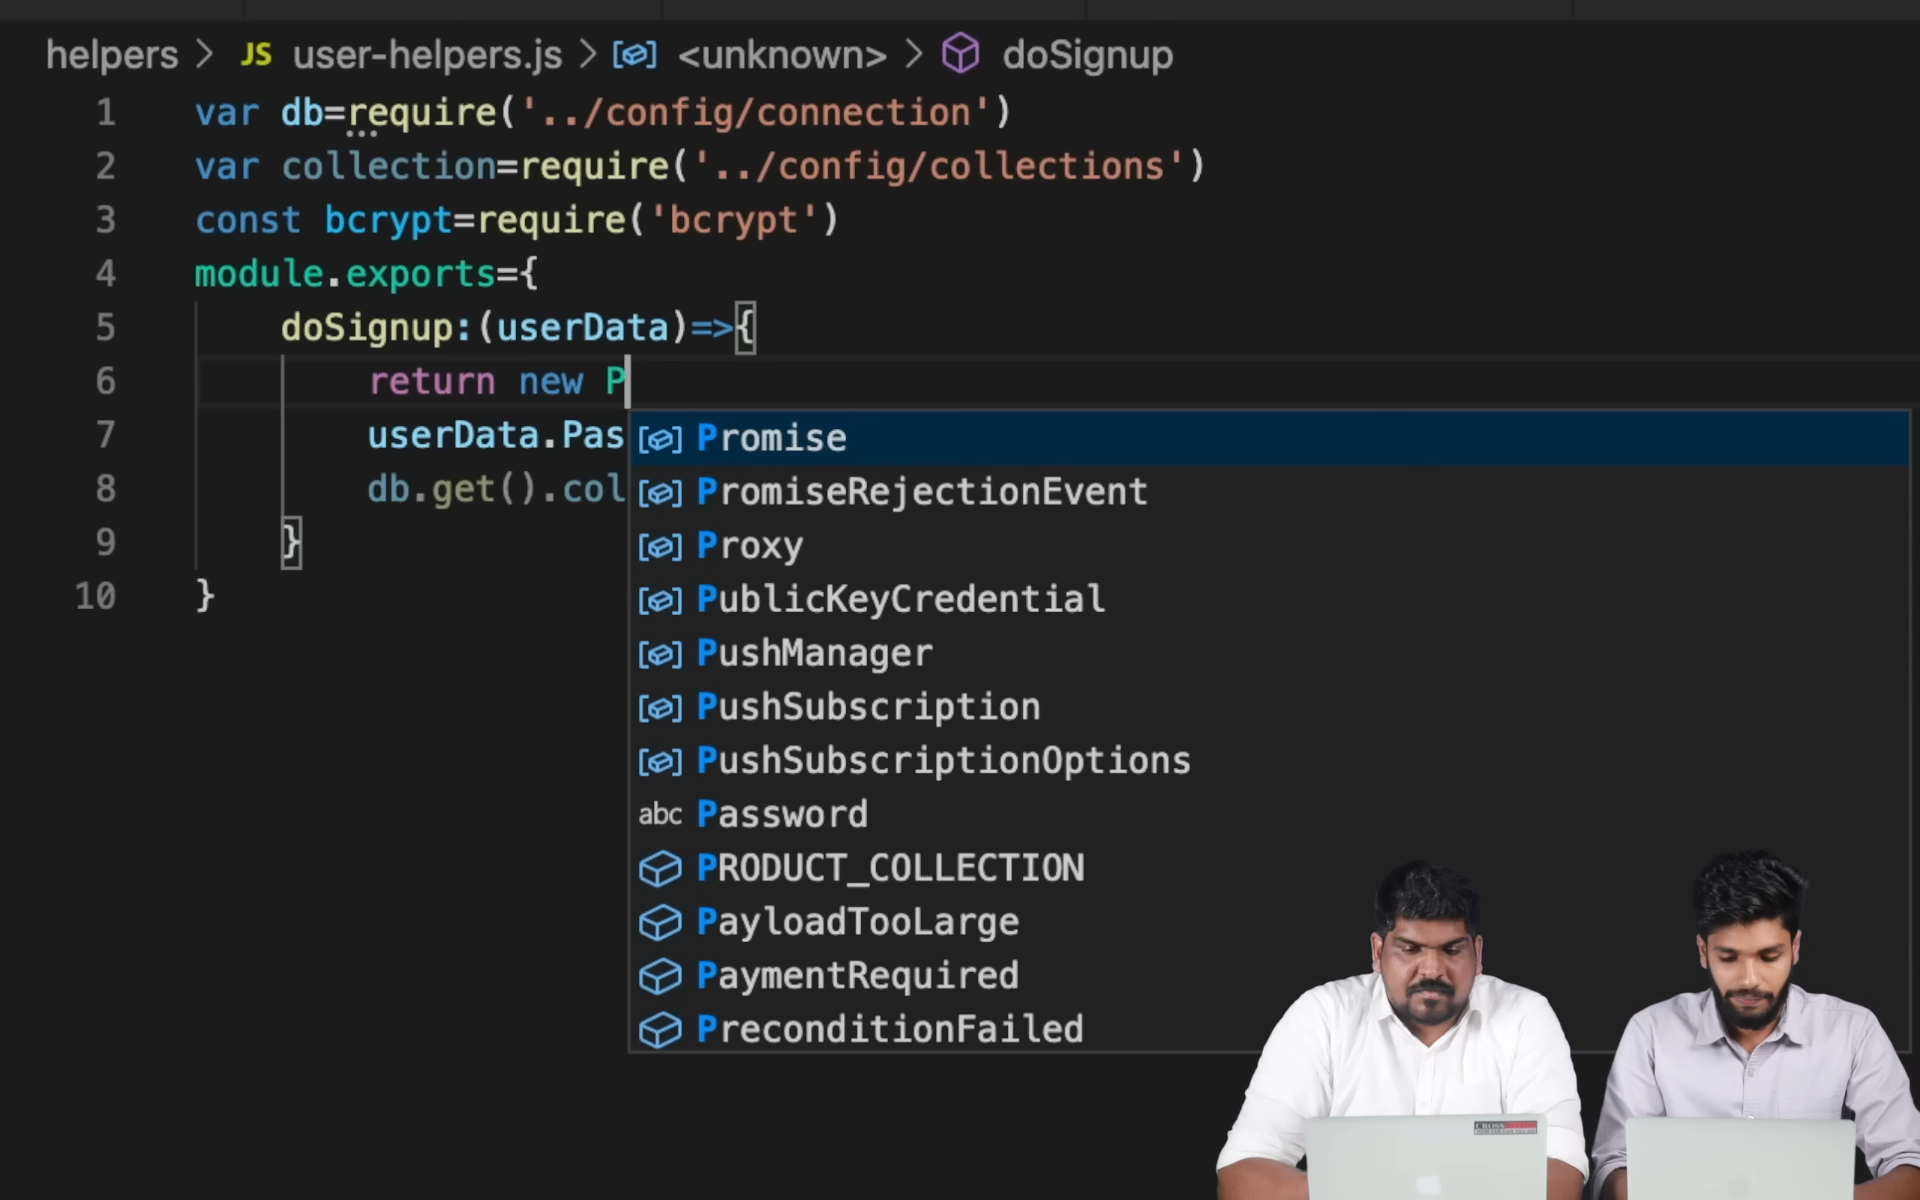 helpers > JS user-helpers.js > <unknown> > doSignup
1 var db=require('../config/connection')
2 var collection=require('../config/collections')
3 const bcrypt=require('bcrypt')
4 module.exports={
5 doSignup:(userData)=>{
6 return new P
7 userData.Pas
8 db.get().col
9 }
10 }
Promise
PromiseRejectionEvent
Proxy
PublicKeyCredential
PushManager
PushSubscription
PushSubscriptionOptions
abc Password
PRODUCT_COLLECTION
PayloadTooLarge
PaymentRequired
PreconditionFailed
CROSS